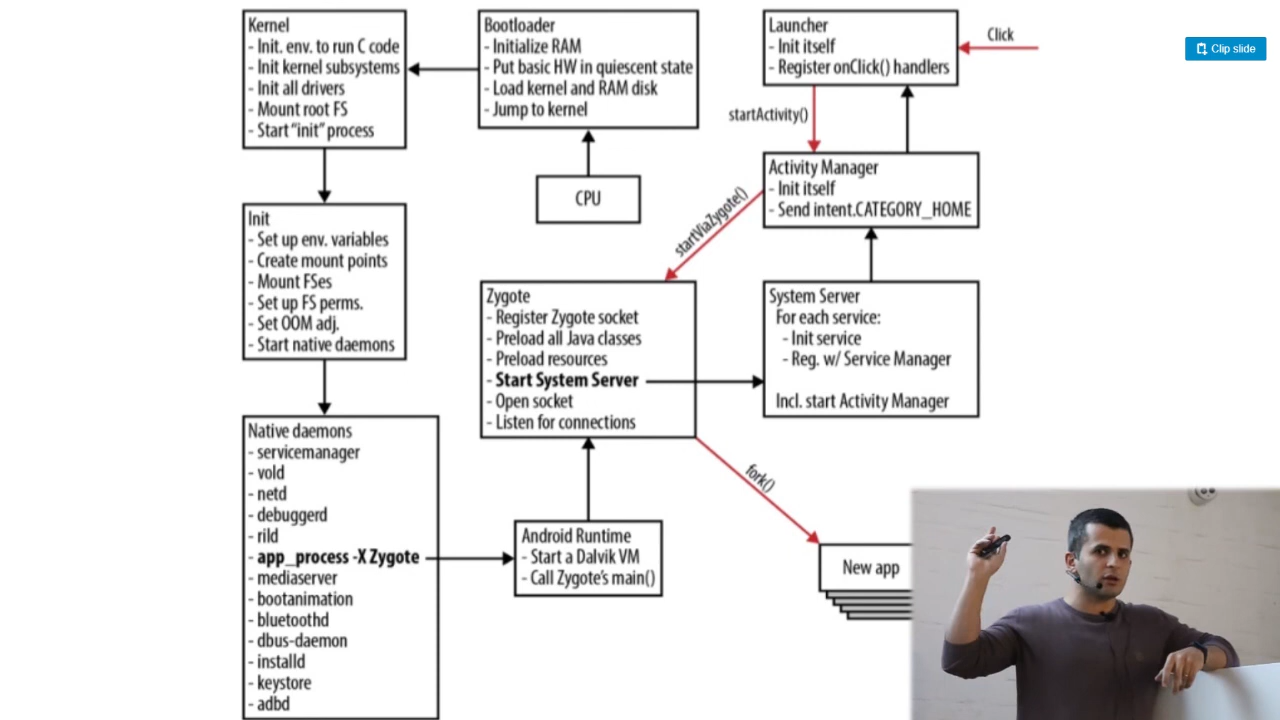 Kernel
- Init. env. to run C code
- Init kernel subsystems
- Init all drivers
- Mount root FS
- Start “init” process
Bootloader
- Initialize RAM
- Put basic HW in quiescent state
- Load kernel and RAM disk
- Jump to kernel
Launcher
- Init itself
- Register onClick() handlers
Click
Clip slide
startActivity()
CPU
Activity Manager
- Init itself
- Send intent.CATEGORY_HOME
startViaZygote()
Init
- Set up env. variables
- Create mount points
- Mount FSes
- Set up FS perms.
- Set OOM adj.
- Start native daemons
Zygote
- Register Zygote socket
- Preload all Java classes
- Preload resources
- Start System Server
- Open socket
- Listen for connections
System Server
For each service:
- Init service
- Reg. w/ Service Manager
Incl. start Activity Manager
Native daemons
- servicemanager
- vold
- netd
- debuggerd
- rild
- app_process -X Zygote
- mediaserver
- bootanimation
- bluetoothd
- dbus-daemon
- installd
- keystore
- adbd
Android Runtime
- Start a Dalvik VM
- Call Zygote’s main()
fork()
New app